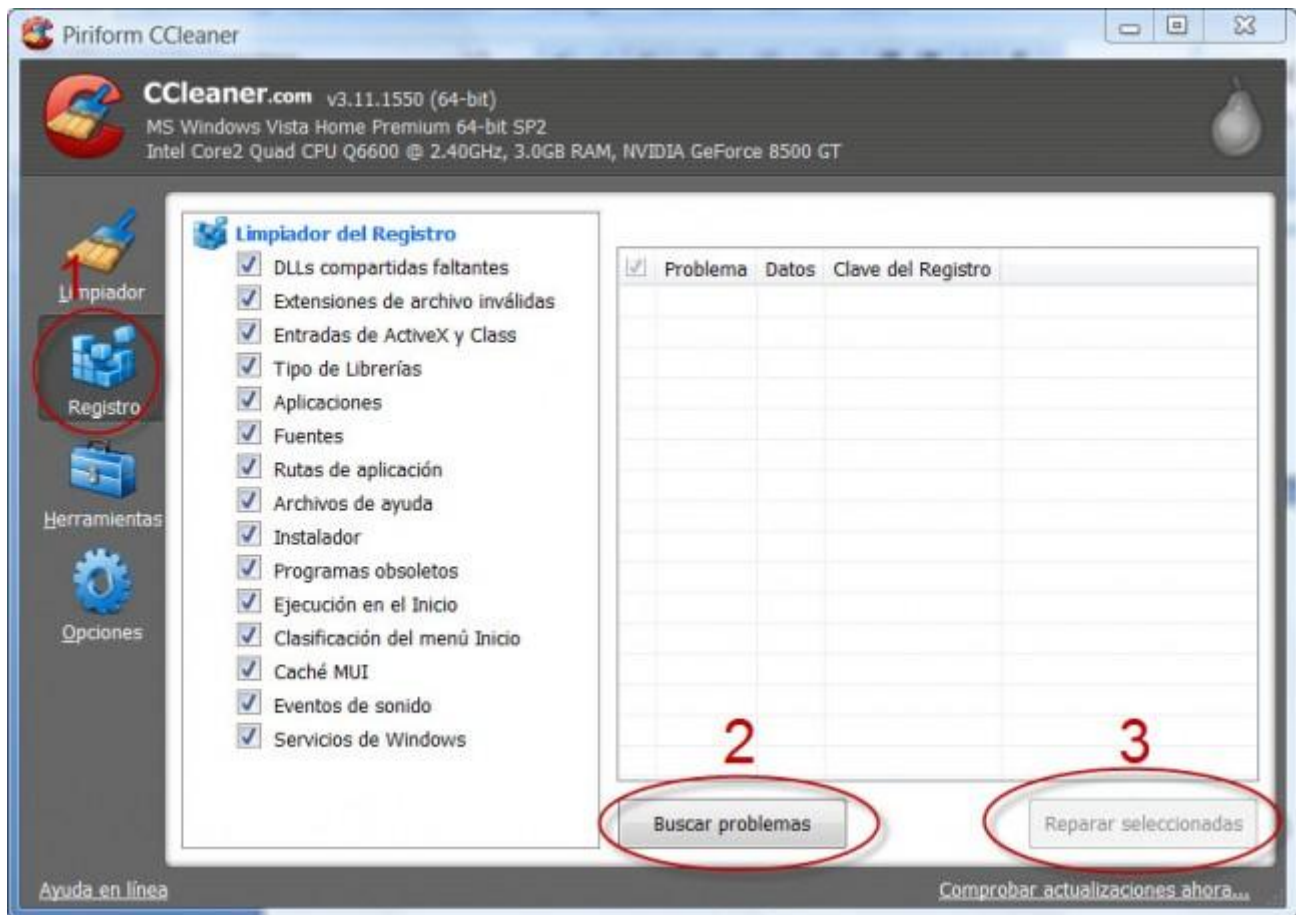 Piriform CCleaner
CCleaner.com v3.11.1550 (64-bit)
MS Windows Vista Home Premium 64-bit SP2
Intel Core2 Quad CPU Q6600 @ 2.40GHz, 3.0GB RAM, NVIDIA GeForce 8500 GT
1
Limpiador
Registro
Herramientas
Opciones
Limpiador del Registro
DLLs compartidas faltantes
Extensiones de archivo inválidas
Entradas de ActiveX y Class
Tipo de Librerías
Aplicaciones
Fuentes
Rutas de aplicación
Archivos de ayuda
Instalador
Programas obsoletos
Ejecución en el Inicio
Clasificación del menû Inicio
Caché MUI
Eventos de sonido
Servicios de Windows
Problema Datos Clave del Registro
2
3
Buscar problemas
Reparar seleccionadas
Ayuda en línea
Comprobar actualizaciones ahora...